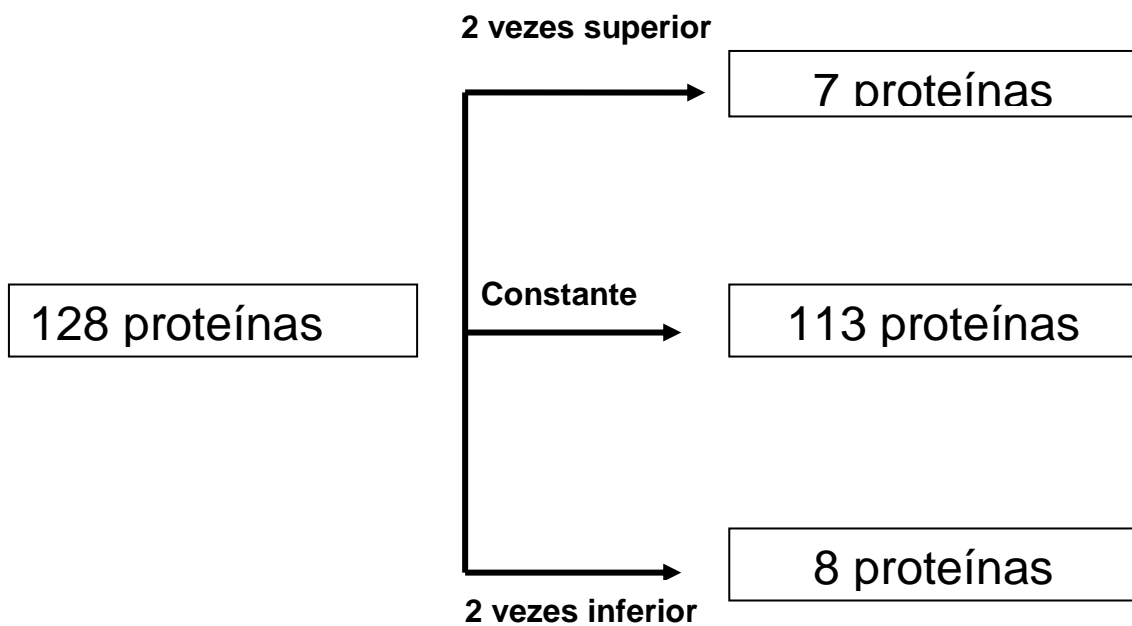 2 vezes superior
7 proteínas
Constante
128 proteínas
113 proteínas
8 proteínas
2 vezes inferior